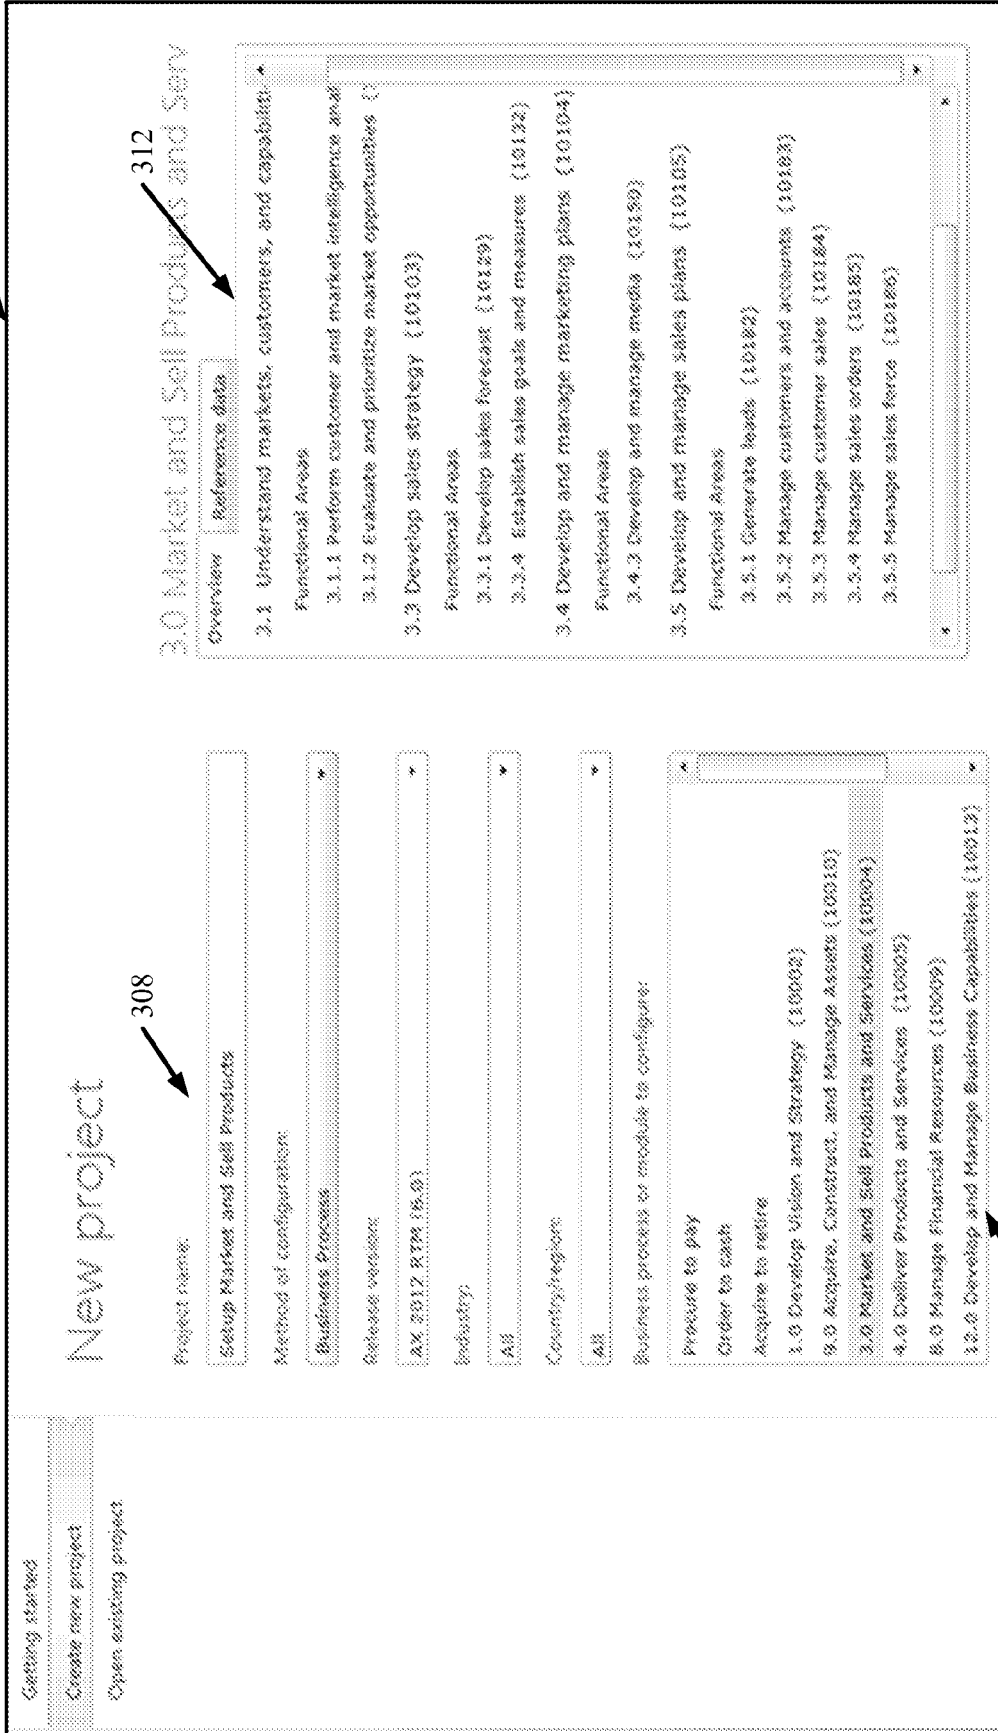 Getting started
Create new project
Open existing project
New project
308
Project name:
Setup Market and Sell Products
Method of configuration:
Business Process
Release version:
AX 2012 RTM (6.0)
Industry:
All
Country/region:
All
Business process or module to configure:
Procure to pay
Order to cash
Acquire to retire
1.0 Develop Vision and Strategy (10002)
9.0 Acquire, Construct, and Manage Assets (10010)
3.0 Market and Sell Products and Services (10004)
4.0 Deliver Products and Services (10005)
8.0 Manage Financial Resources (10009)
12.0 Develop and Manage Business Capabilities (10013)
312
3.0 Market and Sell Products and Serv
Overview Reference data
3.1 Understand markets, customers, and capabiliti
Functional Areas
3.1.1 Perform customer and market intelligence anal
3.1.2 Evaluate and prioritize market opportunities (1
3.3 Develop sales strategy (10103)
Functional Areas
3.3.1 Develop sales forecast (10129)
3.3.4 Establish sales goals and measures (10132)
3.4 Develop and manage marketing plans (10104)
Functional Areas
3.4.3 Develop and manage media (10150)
3.5 Develop and manage sales plans (10105)
Functional Areas
3.5.1 Generate leads (10182)
3.5.2 Manage customers and accounts (10183)
3.5.3 Manage customer sales (10184)
3.5.4 Manage sales orders (10185)
3.5.5 Manage sales force (10186)